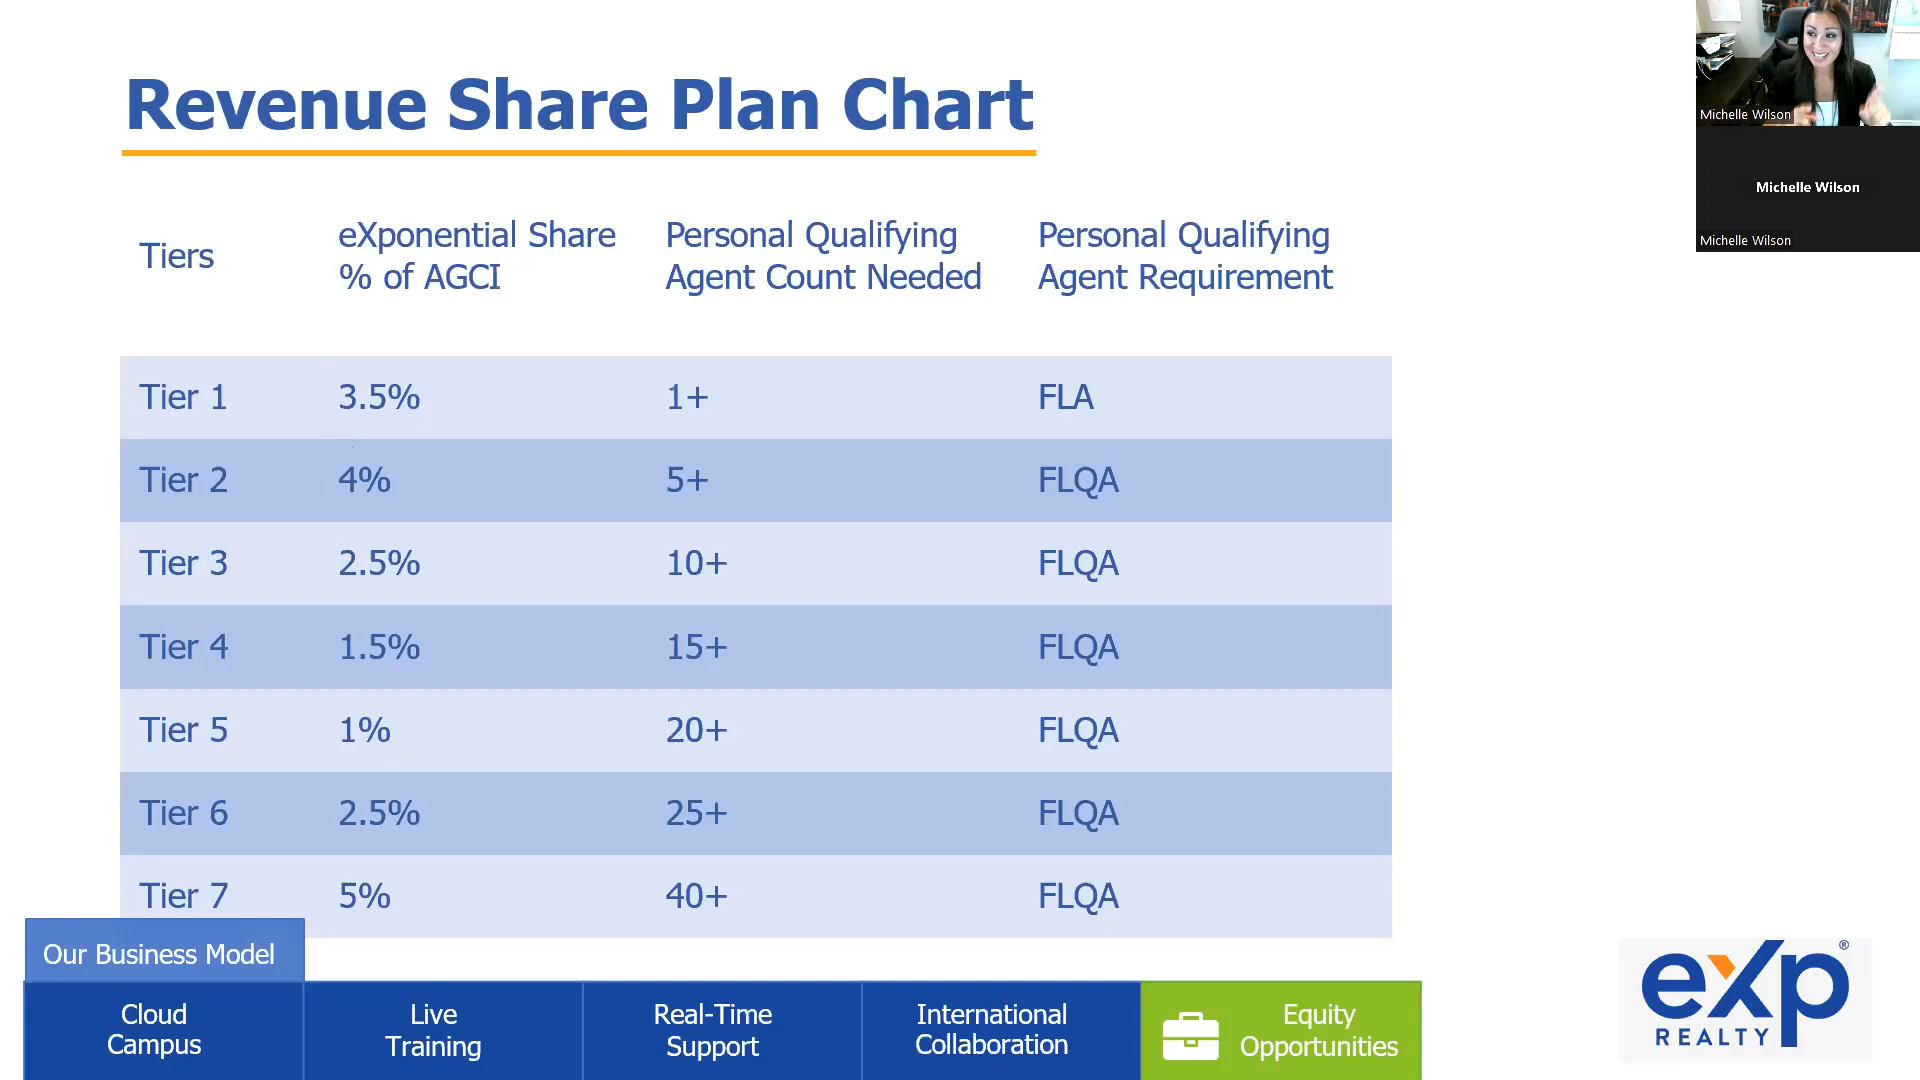 Revenue Share Plan Chart
Michelle Wilson
Michelle Wilson
Michelle Wilson
Tiers
eXponential Share
% of AGCI
Personal Qualifying
Agent Count Needed
Personal Qualifying
Agent Requirement
Tier 1 3.5% 1+ FLA
Tier 2 4% 5+ FLQA
Tier 3 2.5% 10+ FLQA
Tier 4 1.5% 15+ FLQA
Tier 5 1% 20+ FLQA
Tier 6 2.5% 25+ FLQA
Tier 7 5% 40+ FLQA
Our Business Model
Cloud
Campus
Live
Training
Real-Time
Support
International
Collaboration
Equity
Opportunities
eXp®
REALTY